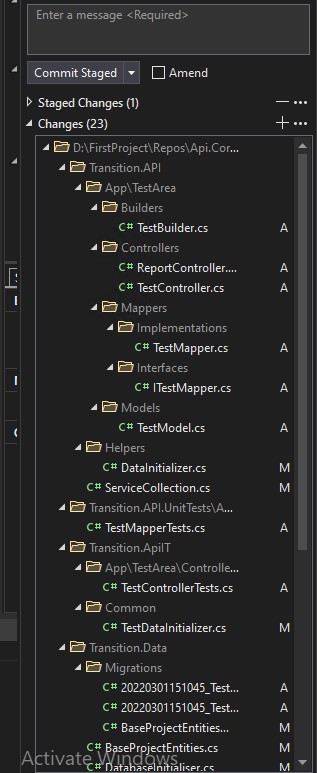 Enter a message <Required>
Commit Staged
Amend
Staged Changes (1)
Changes (23)
D:\FirstProject\Repos\Api.Cor...
Transition.API
App\TestArea
Builders
C# TestBuilder.cs A
Controllers
C# ReportController.... A
C# TestController.cs A
Mappers
Implementations
C# TestMapper.cs A
Interfaces
C# ITestMapper.cs A
Models
C# TestModel.cs A
Helpers
C# DataInitializer.cs M
C# ServiceCollection.cs M
Transition.API.UnitTests\A...
C# TestMapperTests.cs A
Transition.ApiIT
App\TestArea\Controlle...
C# TestControllerTests.cs A
Common
C# TestDataInitializer.cs M
Transition.Data
Migrations
C# 20220301151045_Test... A
C# 20220301151045_Test... A
C# BaseProjectEntities... M
C# BaseProjectEntities.cs M
Activate Windows
C# DatabaseInitialiser.cs M